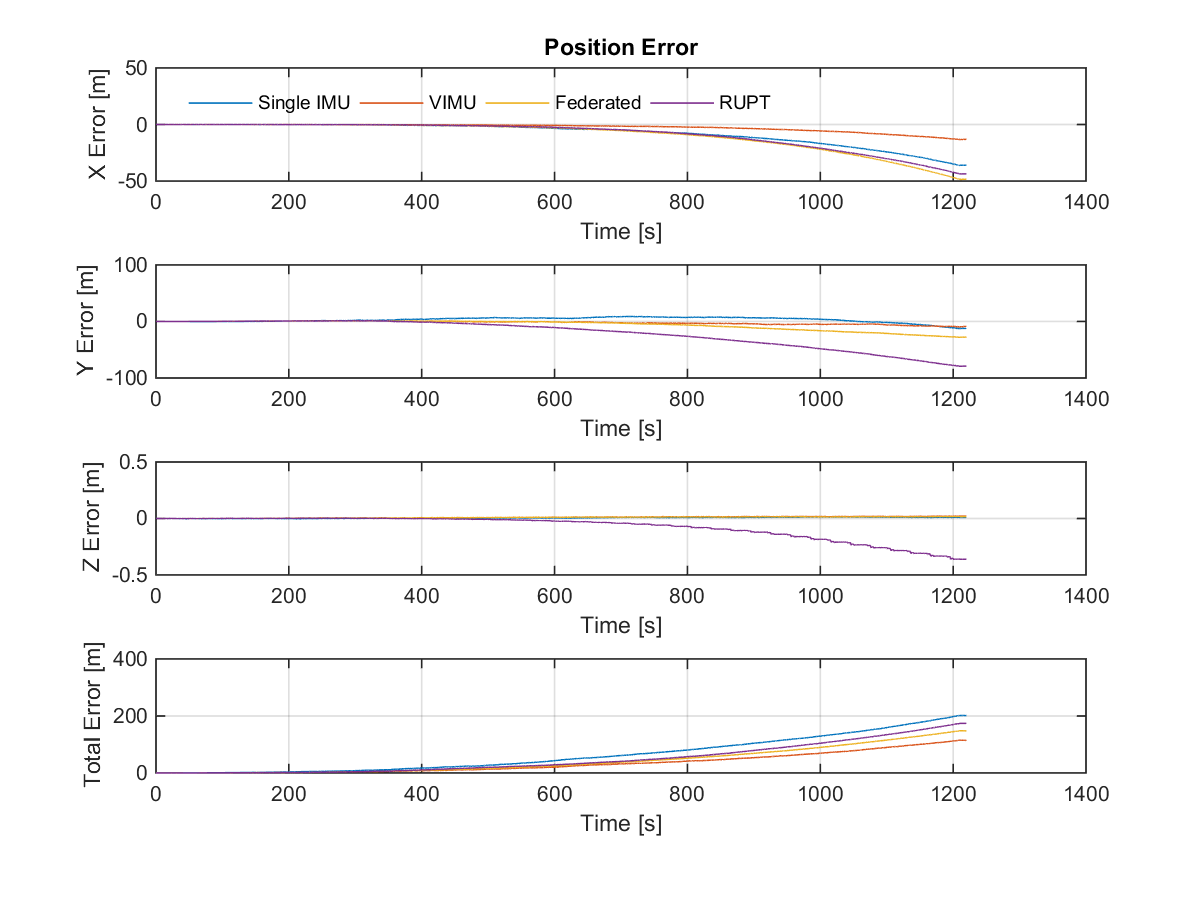 Position Error
X Error [m]
50
0
-50
Single IMU VIMU Federated RUPT
0 200 400 600 800 1000 1200 1400
Time [s]
Y Error [m]
100
0
-100
0 200 400 600 800 1000 1200 1400
Time [s]
Z Error [m]
0.5
0
-0.5
0 200 400 600 800 1000 1200 1400
Time [s]
Total Error [m]
400
200
0
0 200 400 600 800 1000 1200 1400
Time [s]